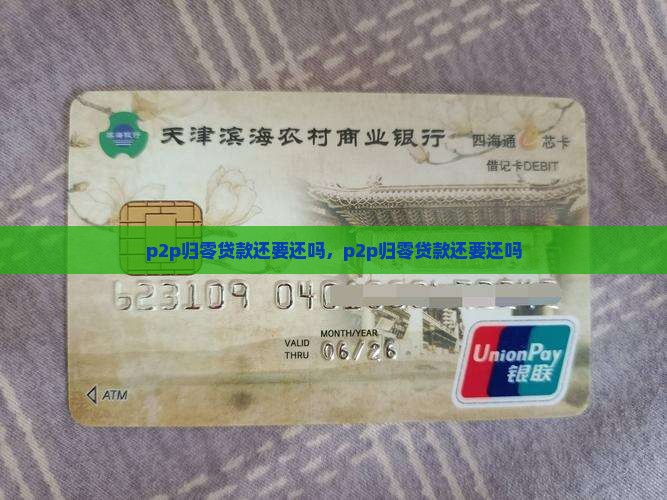 滨海银行
天津滨海农村商业银行
四海通 芯卡
借记卡DEBIT
p2p归零贷款还要还吗，p2p归零贷款还要还吗
623109 040
MONTH/YEAR
VALID THRU 06/26
ATM
UnionPay
银联